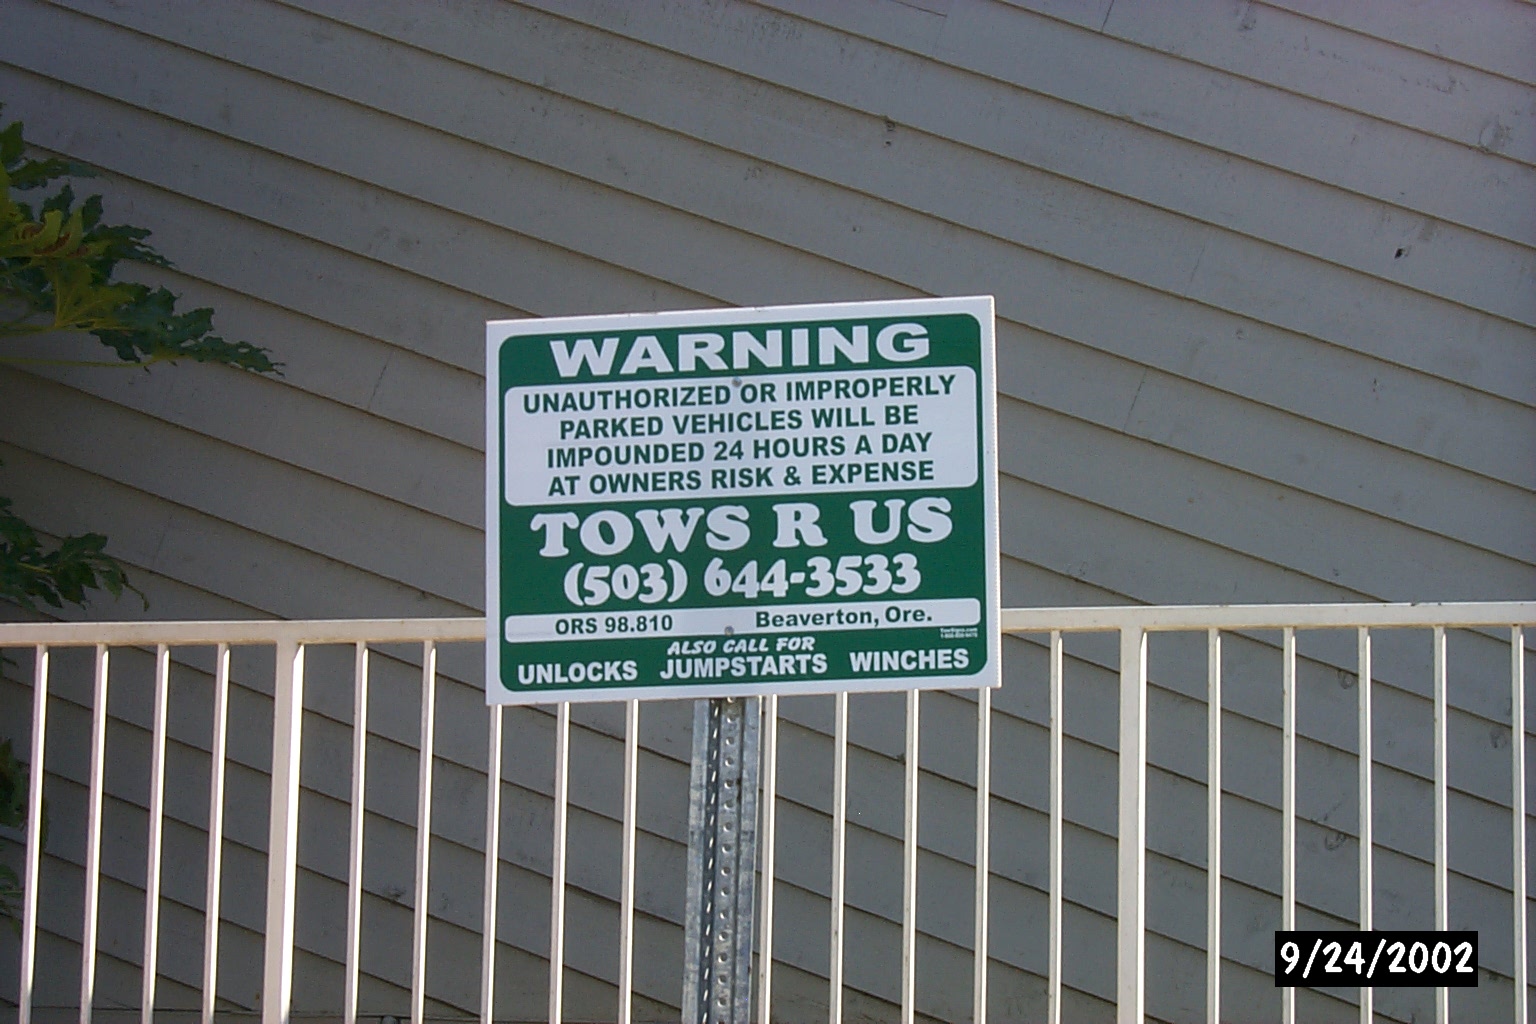 WARNING
UNAUTHORIZED OR IMPROPERLY
PARKED VEHICLES WILL BE
IMPOUNDED 24 HOURS A DAY
AT OWNERS RISK & EXPENSE
TOWS R US
(503) 644-3533
ORS 98.810 Beaverton, Ore.
ALSO CALL FOR
UNLOCKS JUMPSTARTS WINCHES
9/24/2002